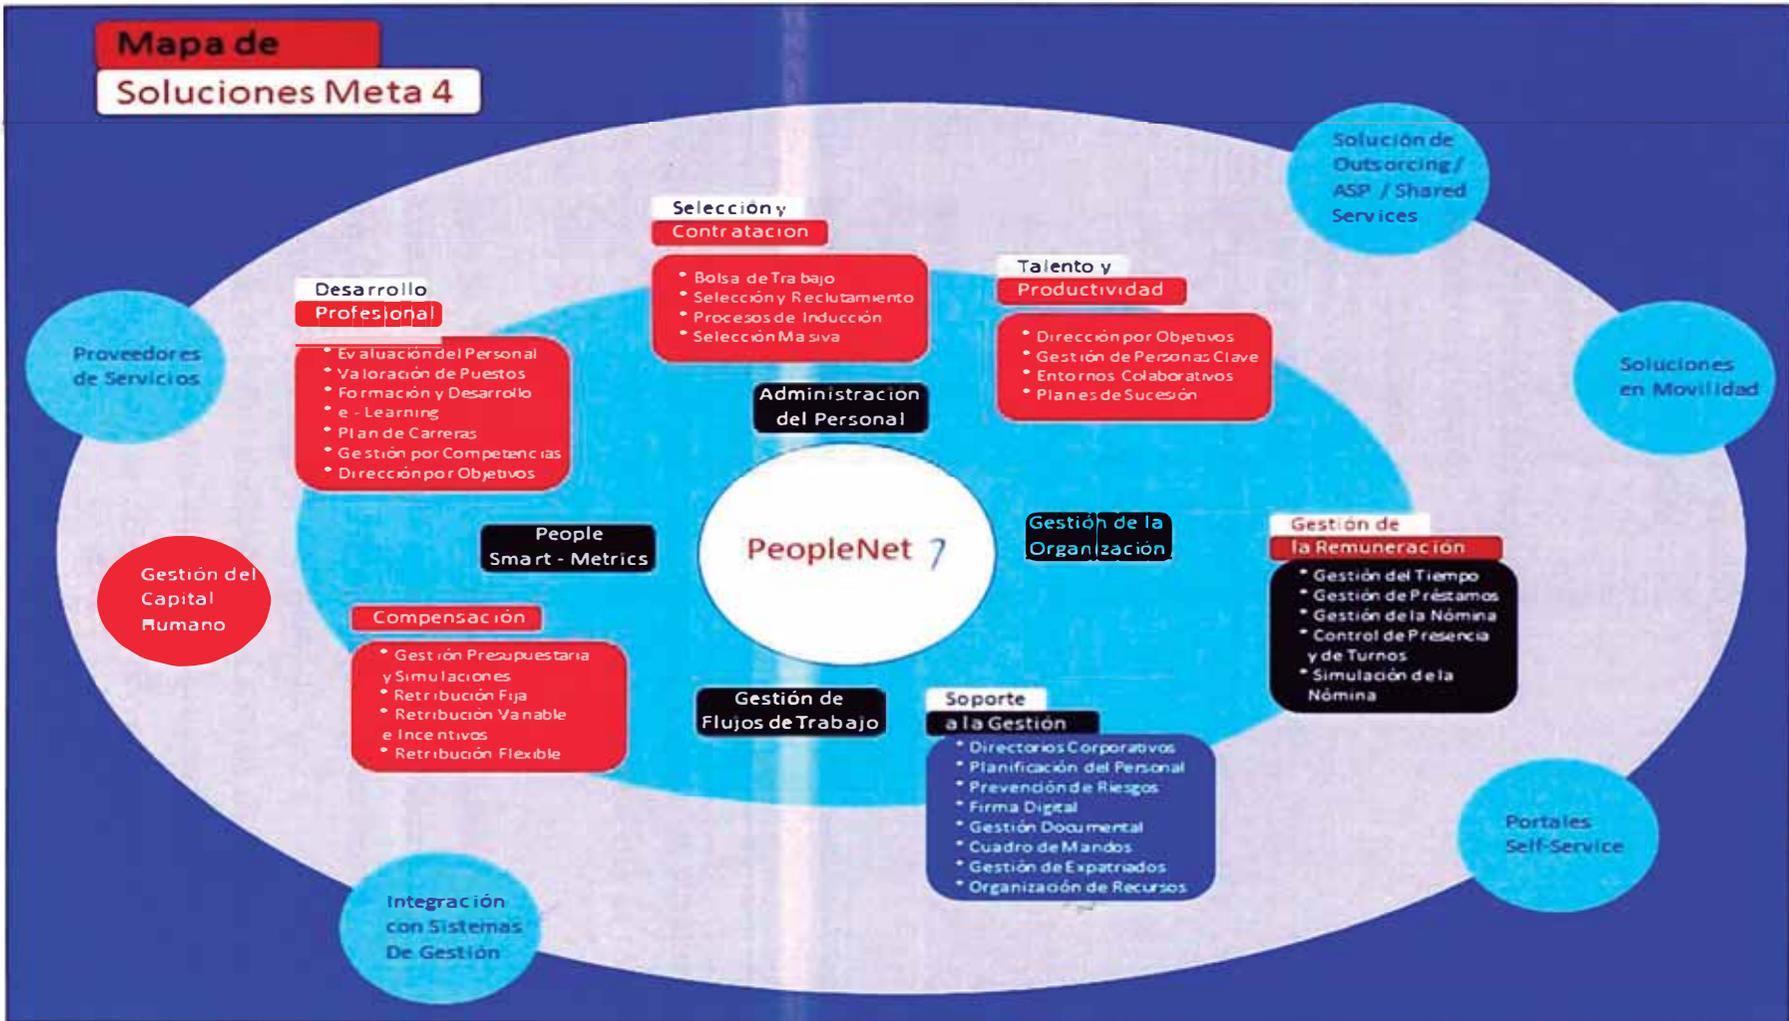 Mapa de
Soluciones Meta 4
Solución de
Outsorcing/
ASP / Shared
Services
Selección y
Contratacion
• Bolsa de Trabajo
• Selección y Reclutamiento
• Procesos de Inducción
• Selección Masiva
Talento y
Productividad
• Dirección por Objetivos
• Gestión de Personas Clave
• Entornos Colaborativos
• Planes de Sucesión
Desarrollo
Profesional
• Evaluación del Personal
• Valoración de Puestos
• Formación y Desarrollo
• e - Learning
• Plan de Carreras
• Gestión por Competencias
• Dirección por Objetivos
Proveedores
de Servicios
Soluciones
en Movilidad
Administración
del Personal
People
Smart - Metrics
PeopleNet 7
Gestión de la
Organización
Gestión de
la Remuneración
• Gestión del Tiempo
• Gestión de Préstamos
• Gestión de la Nómina
• Control de Presencia
y de Turnos
• Simulación de la
Nómina
Gestión del
Capital
Humano
Compensación
• Gestión Presupuestaria
y Simulaciones
• Retribución Fija
• Retribución Variable
e Incentivos
• Retribución Flexible
Gestión de
Flujos de Trabajo
Soporte
a la Gestión
• Directorios Corporativos
• Planificación del Personal
• Prevención de Riesgos
• Firma Digital
• Gestión Documental
• Cuadro de Mandos
• Gestión de Expatriados
• Organización de Recursos
Portales
Self-Service
Integración
con Sistemas
De Gestión